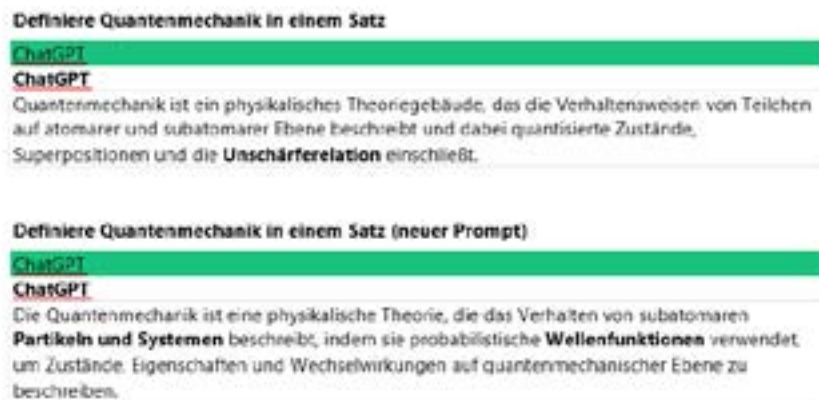 Definiere Quantenmechanik in einem Satz
ChatGPT
ChatGPT
Quantenmechanik ist ein physikalisches Theoriegebäude, das die Verhaltensweisen von Teilchen
auf atomarer und subatomarer Ebene beschreibt und dabei quantisierte Zustände,
Superpositionen und die Unschärferelation einschließt.
Definiere Quantenmechanik in einem Satz (neuer Prompt)
ChatGPT
ChatGPT
Die Quantenmechanik ist eine physikalische Theorie, die das Verhalten von subatomaren
Partikeln und Systemen beschreibt, indem sie probabilistische Wellenfunktionen verwendet,
um Zustände, Eigenschaften und Wechselwirkungen auf quantenmechanischer Ebene zu
beschreiben.